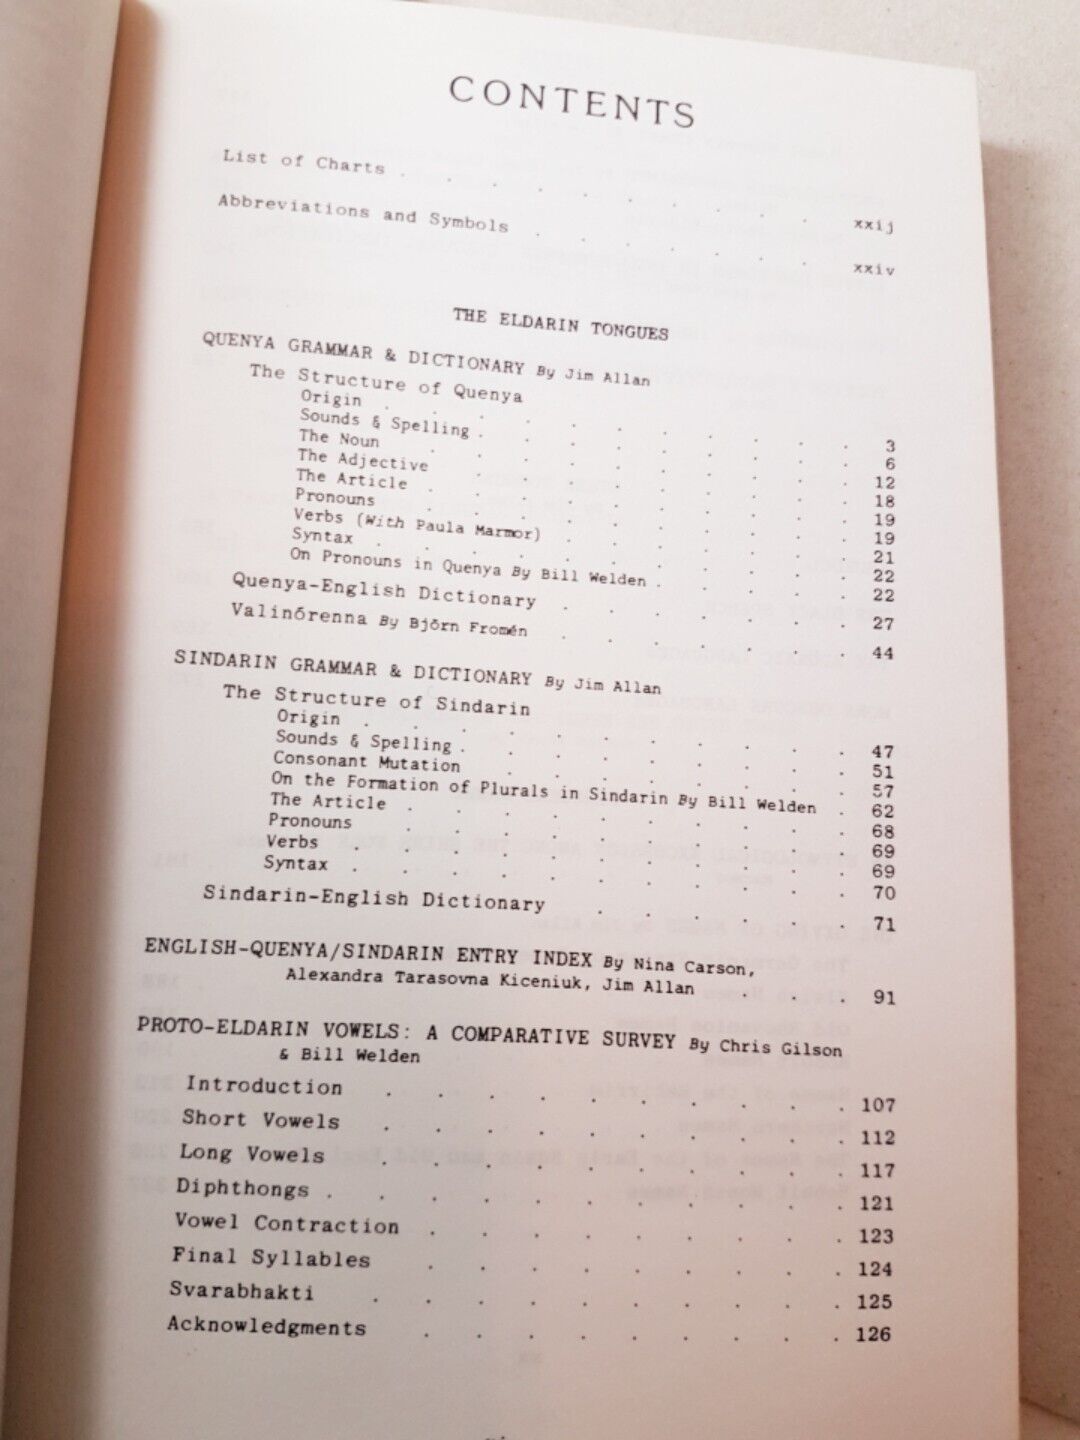 CONTENTS
List of Charts . . . . . . . . . . xxij
Abbreviations and Symbols . . . . . . . xxiv
THE ELDARIN TONGUES
QUENYA GRAMMAR & DICTIONARY By Jim Allan
The Structure of Quenya
Origin . . . . . . . . . . . 3
Sounds & Spelling . . . . . . . . . 6
The Noun . . . . . . . . . . 12
The Adjective . . . . . . . . . 18
The Article . . . . . . . . . . 19
Pronouns . . . . . . . . . . 19
Verbs (With Paula Marmor) . . . . . . . 21
Syntax . . . . . . . . . . . 22
On Pronouns in Quenya By Bill Welden . . . . . 22
Quenya-English Dictionary . . . . . . . 27
Valinórenna By Björn Fromén . . . . . . . 44
SINDARIN GRAMMAR & DICTIONARY By Jim Allan
The Structure of Sindarin
Origin . . . . . . . . . . . 47
Sounds & Spelling . . . . . . . . . 51
Consonant Mutation . . . . . . . . 57
On the Formation of Plurals in Sindarin By Bill Welden . 62
The Article . . . . . . . . . . 68
Pronouns . . . . . . . . . . 69
Verbs . . . . . . . . . . . 69
Syntax . . . . . . . . . . . 70
Sindarin-English Dictionary . . . . . . 71
ENGLISH-QUENYA/SINDARIN ENTRY INDEX By Nina Carson,
Alexandra Tarasovna Kiceniuk, Jim Allan . . . 91
PROTO-ELDARIN VOWELS: A COMPARATIVE SURVEY By Chris Gilson
& Bill Welden
Introduction . . . . . . . . . . 107
Short Vowels . . . . . . . . . . 112
Long Vowels . . . . . . . . . . 117
Diphthongs . . . . . . . . . . . 121
Vowel Contraction . . . . . . . . . 123
Final Syllables . . . . . . . . . 124
Svarabhakti . . . . . . . . . . 125
Acknowledgments . . . . . . . . . 126